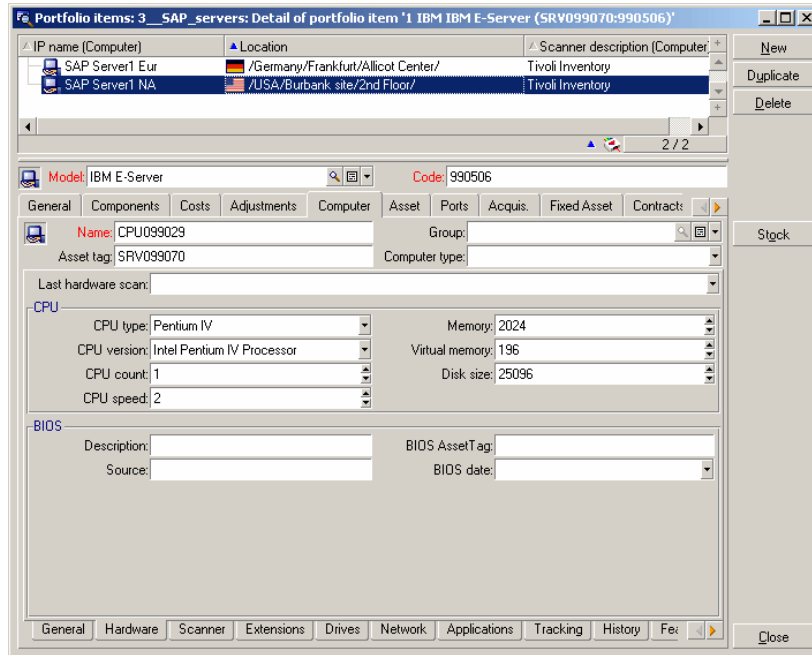 Portfolio items: 3__SAP_servers: Detail of portfolio item '1 IBM IBM E-Server (SRV099070:990506)'
IP name (Computer) Location Scanner description (Computer
SAP Server1 Eur /Germany/Frankfurt/Allicot Center/ Tivoli Inventory
SAP Server1 NA /USA/Burbank site/2nd Floor/ Tivoli Inventory
2 / 2
New
Duplicate
Delete
Model: IBM E-Server Code: 990506
General Components Costs Adjustments Computer Asset Ports Acquis. Fixed Asset Contracts
Name: CPU099029 Group:
Asset tag: SRV099070 Computer type:
Stock
Last hardware scan:
CPU
CPU type: Pentium IV Memory: 2024
CPU version: Intel Pentium IV Processor Virtual memory: 196
CPU count: 1 Disk size: 25096
CPU speed: 2
BIOS
Description: BIOS AssetTag:
Source: BIOS date:
General Hardware Scanner Extensions Drives Network Applications Tracking History Fea
Close